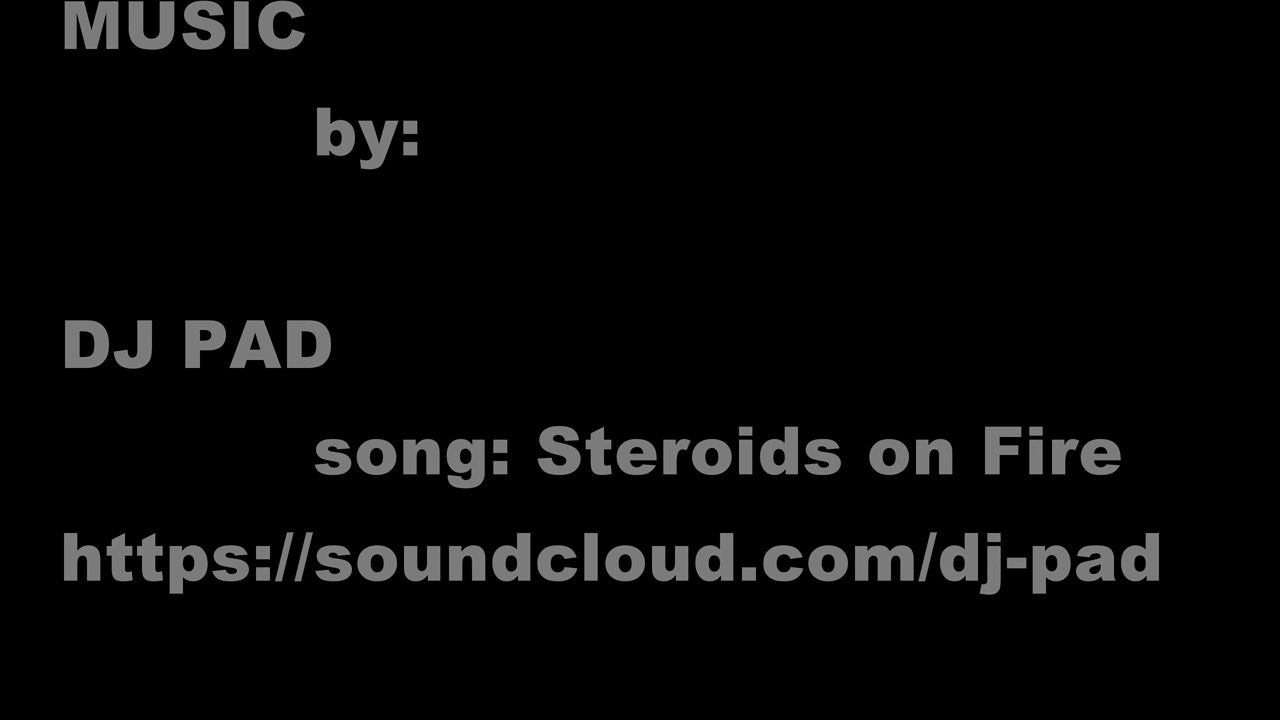 MUSIC
by:
DJ PAD
song: Steroids on Fire
https://soundcloud.com/dj-pad